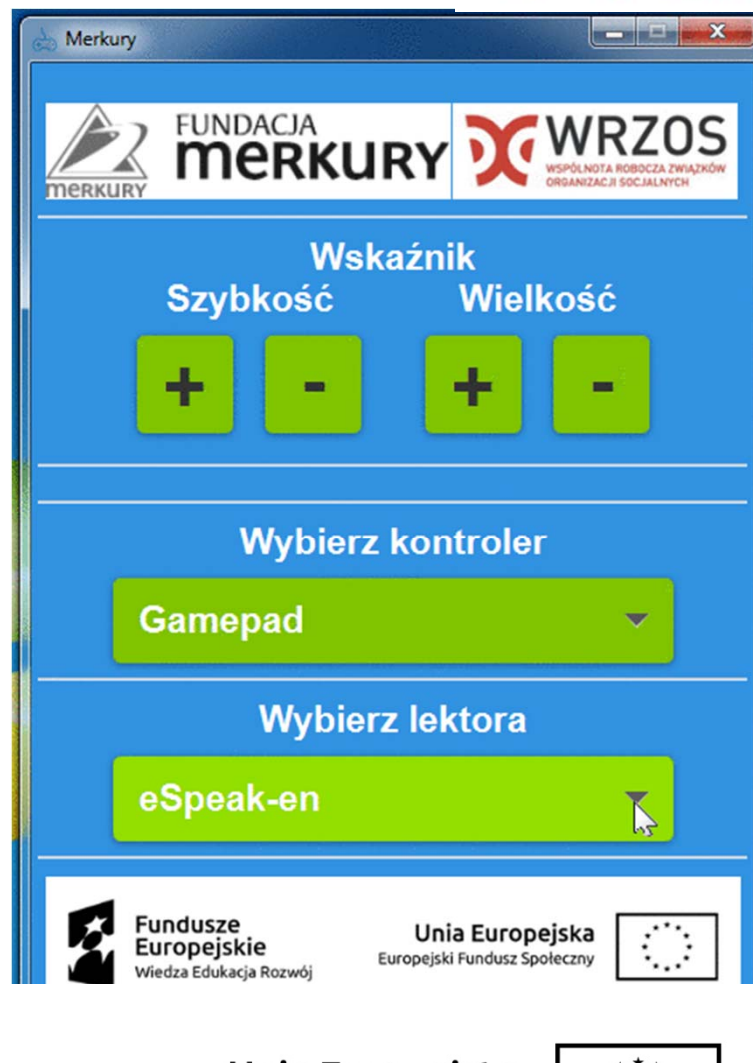 Merkury
FUNDACJA
merkury
merkury
WRZOS
WSPÓLNOTA ROBOCZA ZWIĄZKÓW
ORGANIZACJI SOCJALNYCH
Wskaźnik
Szybkość Wielkość
+ - + -
Wybierz kontroler
Gamepad
Wybierz lektora
eSpeak-en
Fundusze
Europejskie
Wiedza Edukacja Rozwój
Unia Europejska
Europejski Fundusz Społeczny